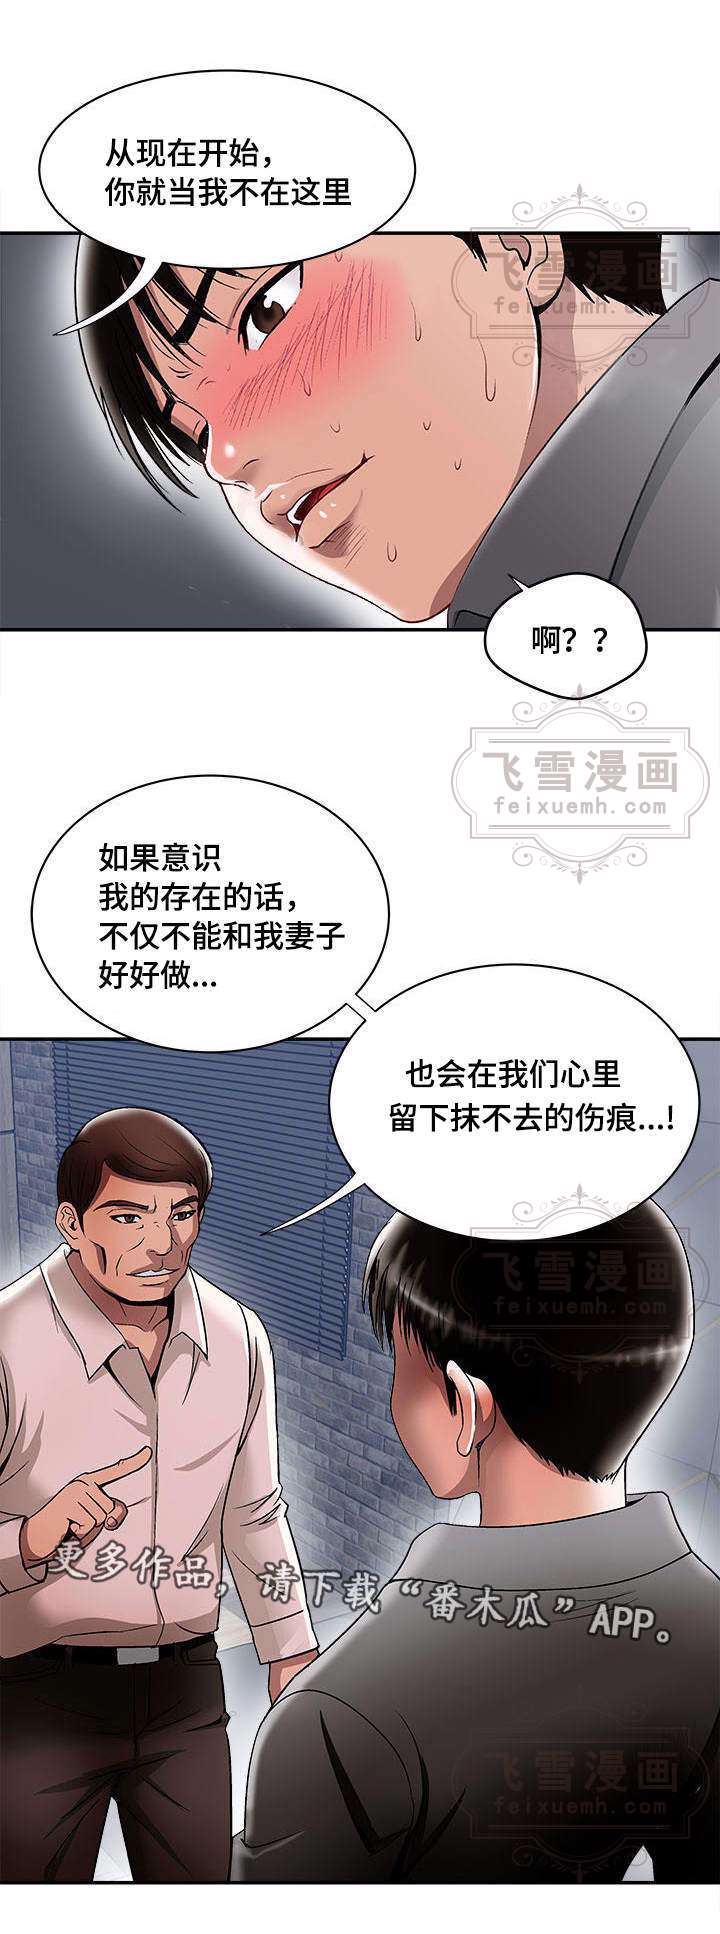 从现在开始，
你就当我不在这里
飞雪漫画
feixuemh.com
啊？？
飞雪漫画
feixuemh.com
如果意识
我的存在的话，
不仅不能和我妻子
好好做...
也会在我们心里
留下抹不去的伤痕...!
飞雪漫画
feixuemh.com
更多作品，请下载“番木瓜”APP。
飞雪漫画
feixuemh.com